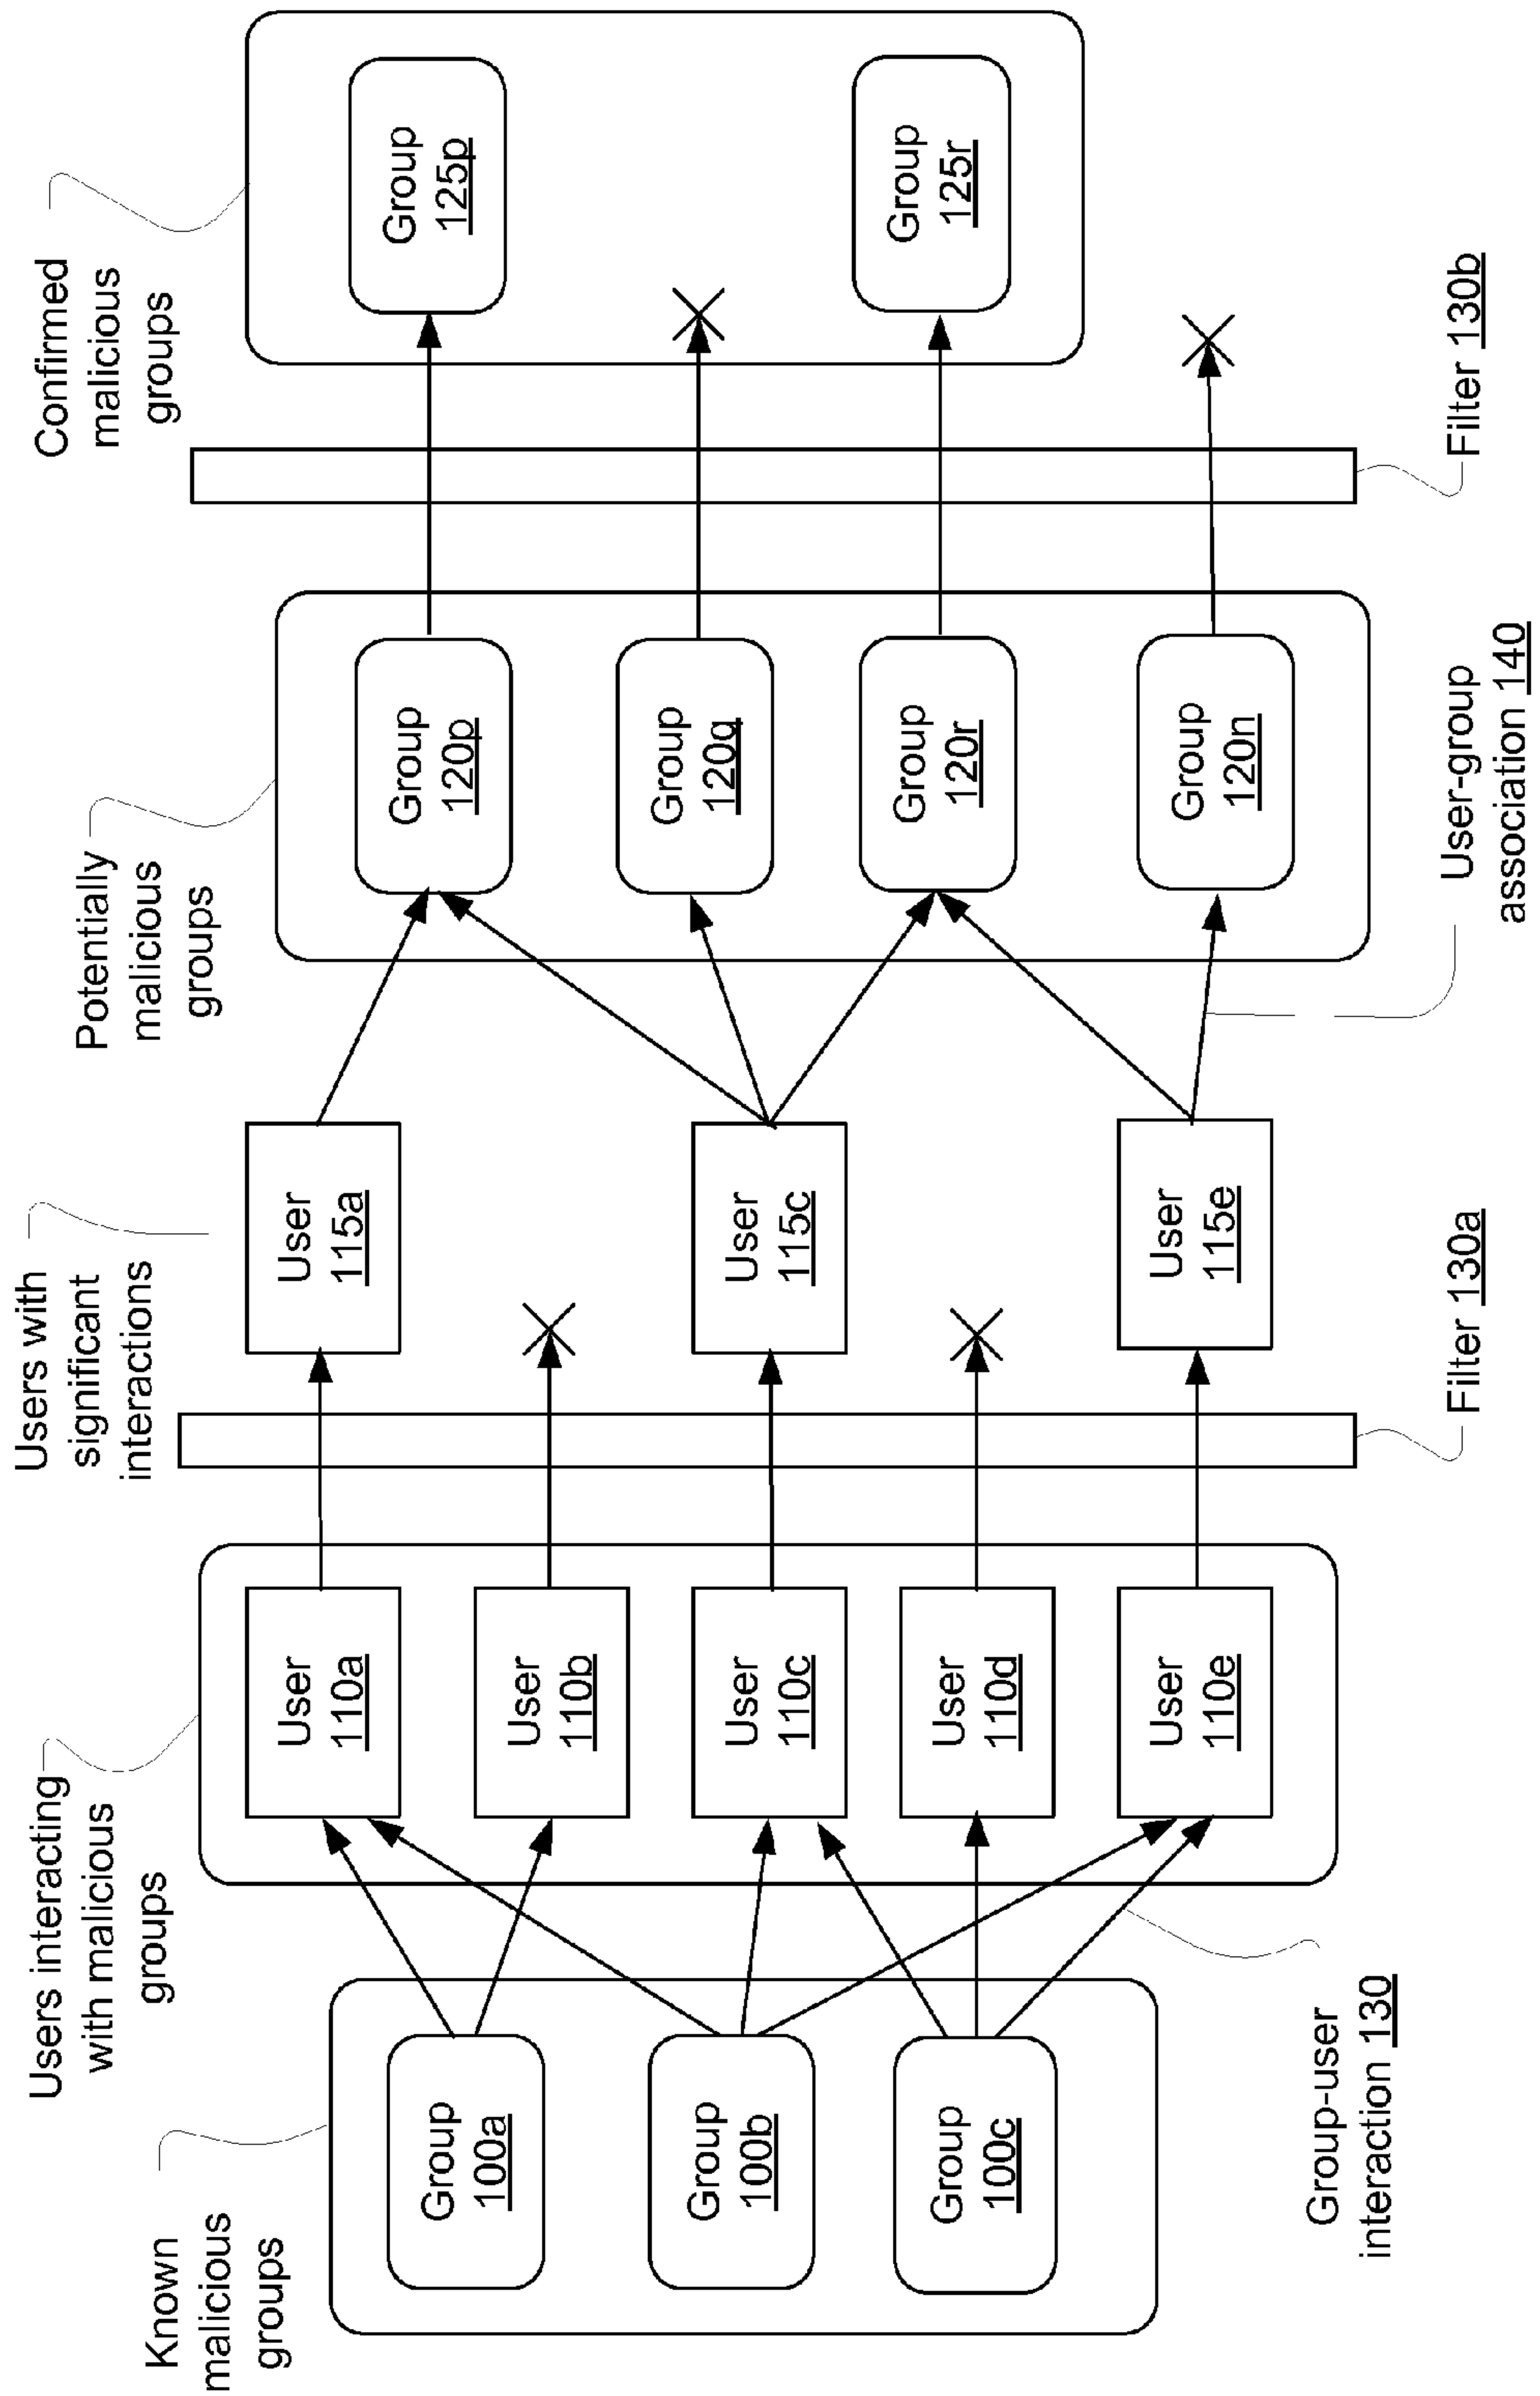 Known
malicious
groups
Users interacting
with malicious
groups
Users with
significant
interactions
Potentially
malicious
groups
Confirmed
malicious
groups
Group
100a
Group
100b
Group
100c
User
110a
User
110b
User
110c
User
110d
User
110e
User
115a
User
115c
User
115e
Group
120p
Group
120q
Group
120r
Group
120n
Group
125p
Group
125r
Group-user
interaction 130
Filter 130a
User-group
association 140
Filter 130b